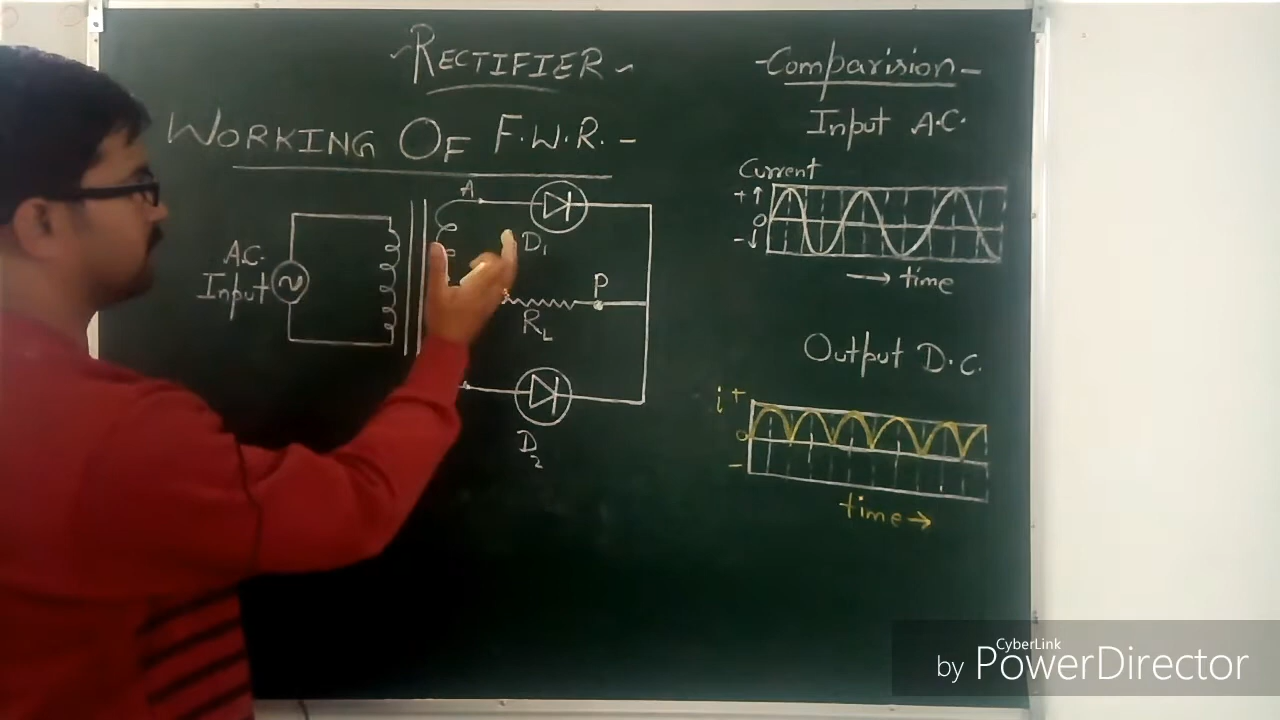 ~RECTIFIER~
WORKING OF F.W.R.-
A
D1
A.C.
Input
P
RL
D2
-Comparision-
Input A.C.
Current
+↑
0
-↓
→ time
Output D.C.
i+
0
-
time→
CyberLink
by PowerDirector